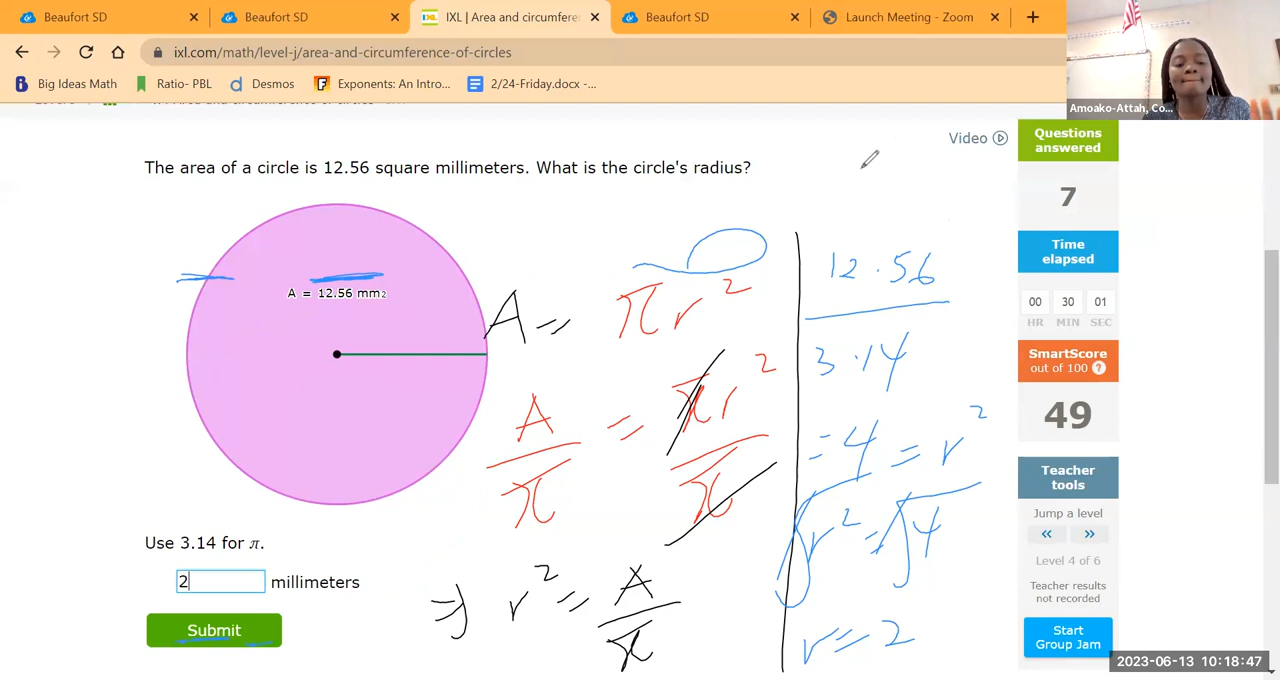 Beaufort SD
Beaufort SD
IXL | Area and circumferen
Beaufort SD
Launch Meeting - Zoom
ixl.com/math/level-j/area-and-circumference-of-circles
Big Ideas Math
Ratio- PBL
Desmos
Exponents: An Intro...
2/24-Friday.docx -...
Amoako-Attah, Co...
Video
Questions answered
7
Time elapsed
00 30 01
HR MIN SEC
SmartScore
out of 100 ?
49
Teacher tools
Jump a level
Level 4 of 6
Teacher results not recorded
Start Group Jam
The area of a circle is 12.56 square millimeters. What is the circle's radius?
A = 12.56 mm2
Use 3.14 for π.
2 millimeters
Submit
A = πr²
A/π = πr²/π
⇒ r² = A/π
12.56
3.14
= 4 = r²
√r² = √4
r = 2
2023-06-13 10:18:47